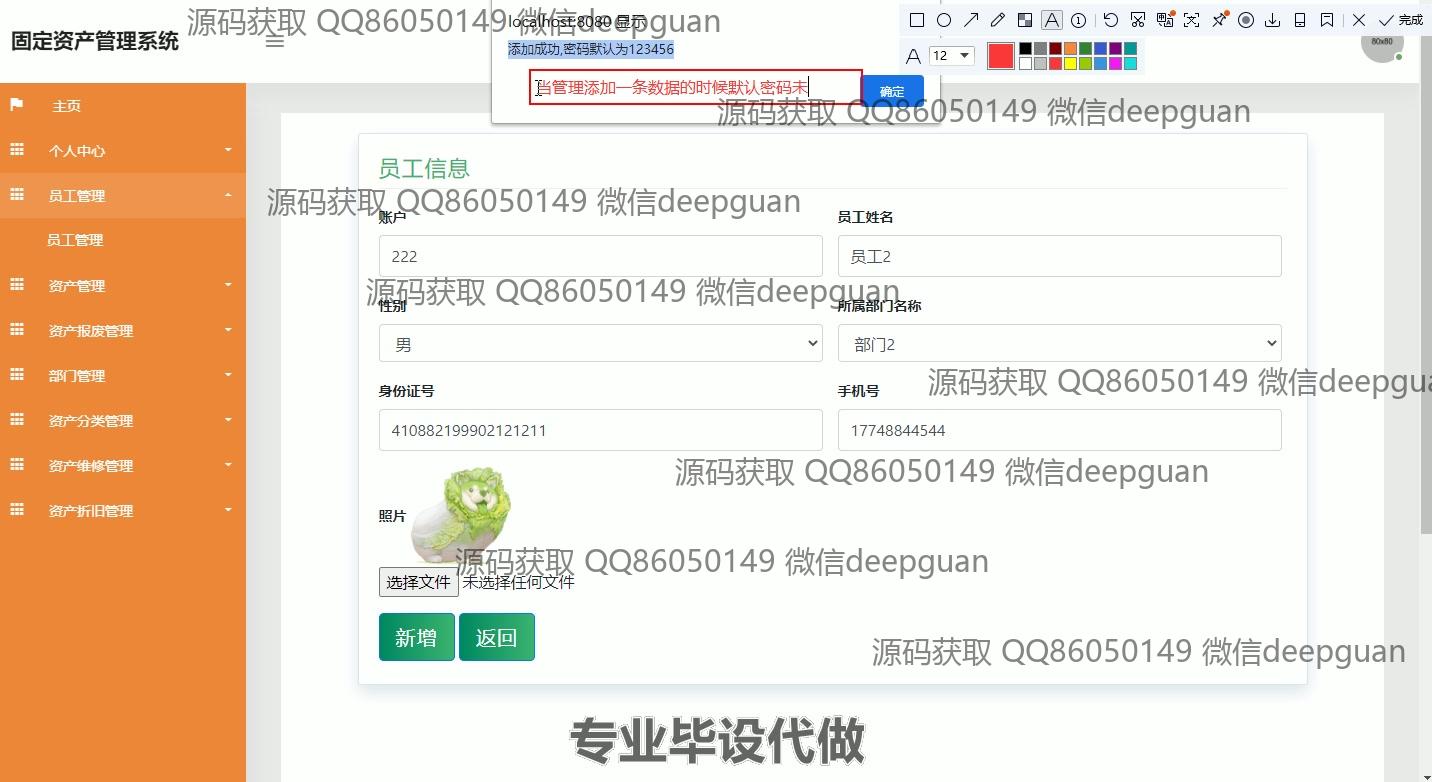 源码获取 QQ86050149 微信deepguan
固定资产管理系统
localhost:8080 显示
添加成功,密码默认为123456
当管理添加一条数据的时候默认密码未
确定
12
完成
80x80
源码获取 QQ86050149 微信deepguan
主页
个人中心
员工管理
员工管理
资产管理
资产报废管理
部门管理
资产分类管理
资产维修管理
资产折旧管理
员工信息
源码获取 QQ86050149 微信deepguan
账户
员工姓名
222
员工2
源码获取 QQ86050149 微信deepguan
性别
所属部门名称
男
部门2
源码获取 QQ86050149 微信deepgua
身份证号
手机号
410882199902121211
17748844544
源码获取 QQ86050149 微信deepguan
照片
源码获取 QQ86050149 微信deepguan
选择文件 未选择任何文件
新增
返回
源码获取 QQ86050149 微信deepguan
专业毕设代做